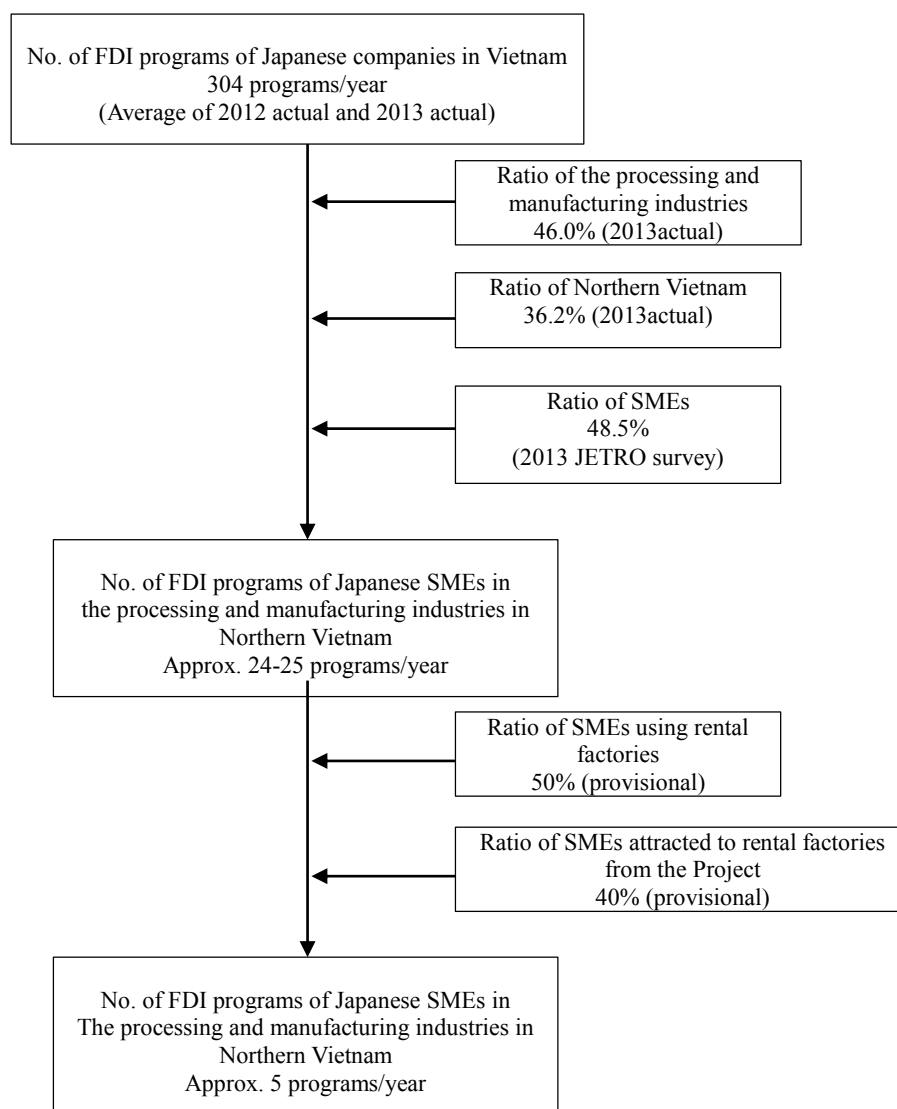 No. of FDI programs of Japanese companies in Vietnam
304 programs/year
(Average of 2012 actual and 2013 actual)
Ratio of the processing and
manufacturing industries
46.0% (2013actual)
Ratio of Northern Vietnam
36.2% (2013actual)
Ratio of SMEs
48.5%
(2013 JETRO survey)
No. of FDI programs of Japanese SMEs in
the processing and manufacturing industries in
Northern Vietnam
Approx. 24-25 programs/year
Ratio of SMEs using rental
factories
50% (provisional)
Ratio of SMEs attracted to rental factories
from the Project
40% (provisional)
No. of FDI programs of Japanese SMEs in
The processing and manufacturing industries in
Northern Vietnam
Approx. 5 programs/year